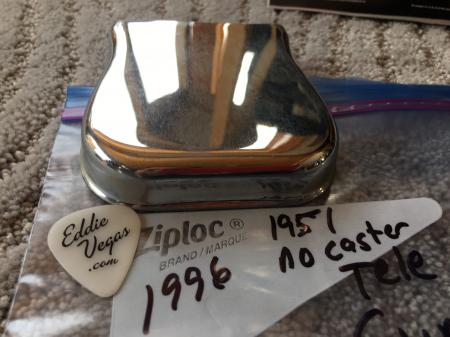 Eddie
Vegas
.com
Ziploc®
BRAND / MARQUE
1996
1951
no caster
Tele